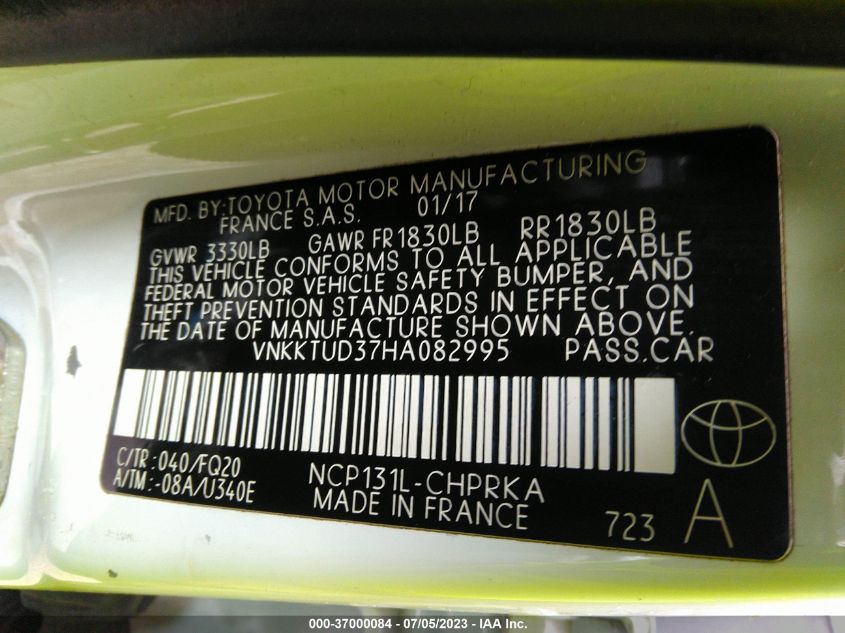 MFD. BY:TOYOTA MOTOR MANUFACTURING
FRANCE S.A.S. 01/17
GVWR 3330LB GAWR FR1830LB RR1830LB
THIS VEHICLE CONFORMS TO ALL APPLICABLE
FEDERAL MOTOR VEHICLE SAFETY BUMPER, AND
THEFT PREVENTION STANDARDS IN EFFECT ON
THE DATE OF MANUFACTURE SHOWN ABOVE.
VNKKTUD37HA082995 PASS.CAR
C/TR:040/FQ20
A/TM:-08A/U340E
NCP131L-CHPRKA
MADE IN FRANCE
723 A
000-37000084 / 07/05/2023 - IAA Inc.